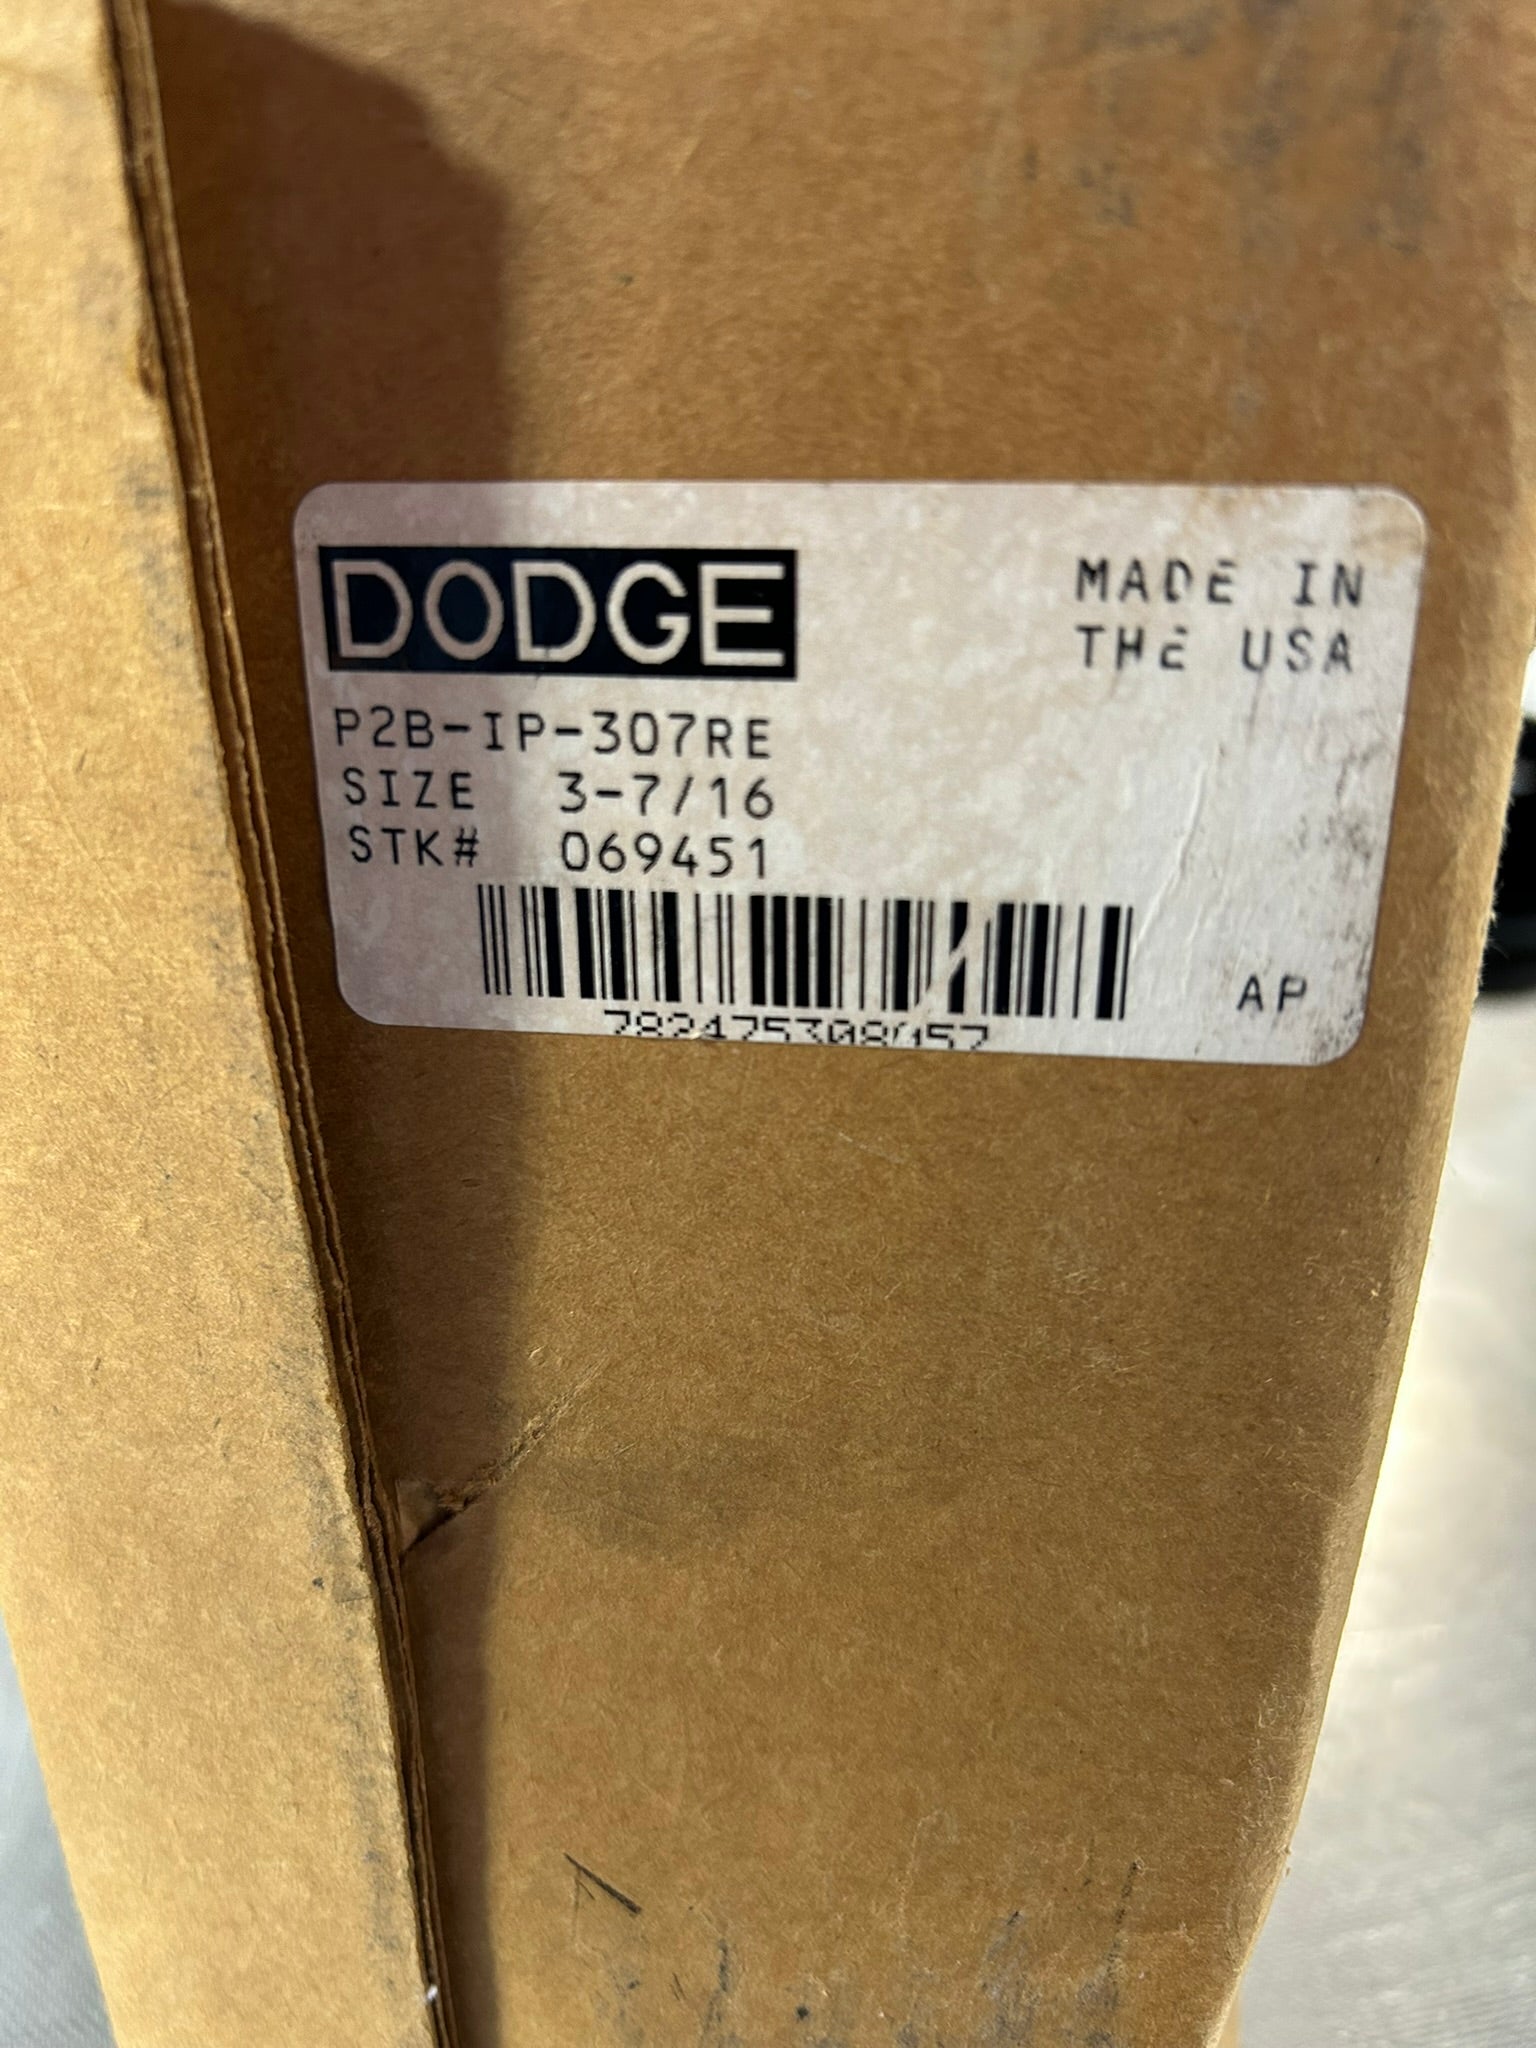 DODGE
MADE IN
THE USA
P2B-IP-307RE
SIZE 3-7/16
STK# 069451
AP